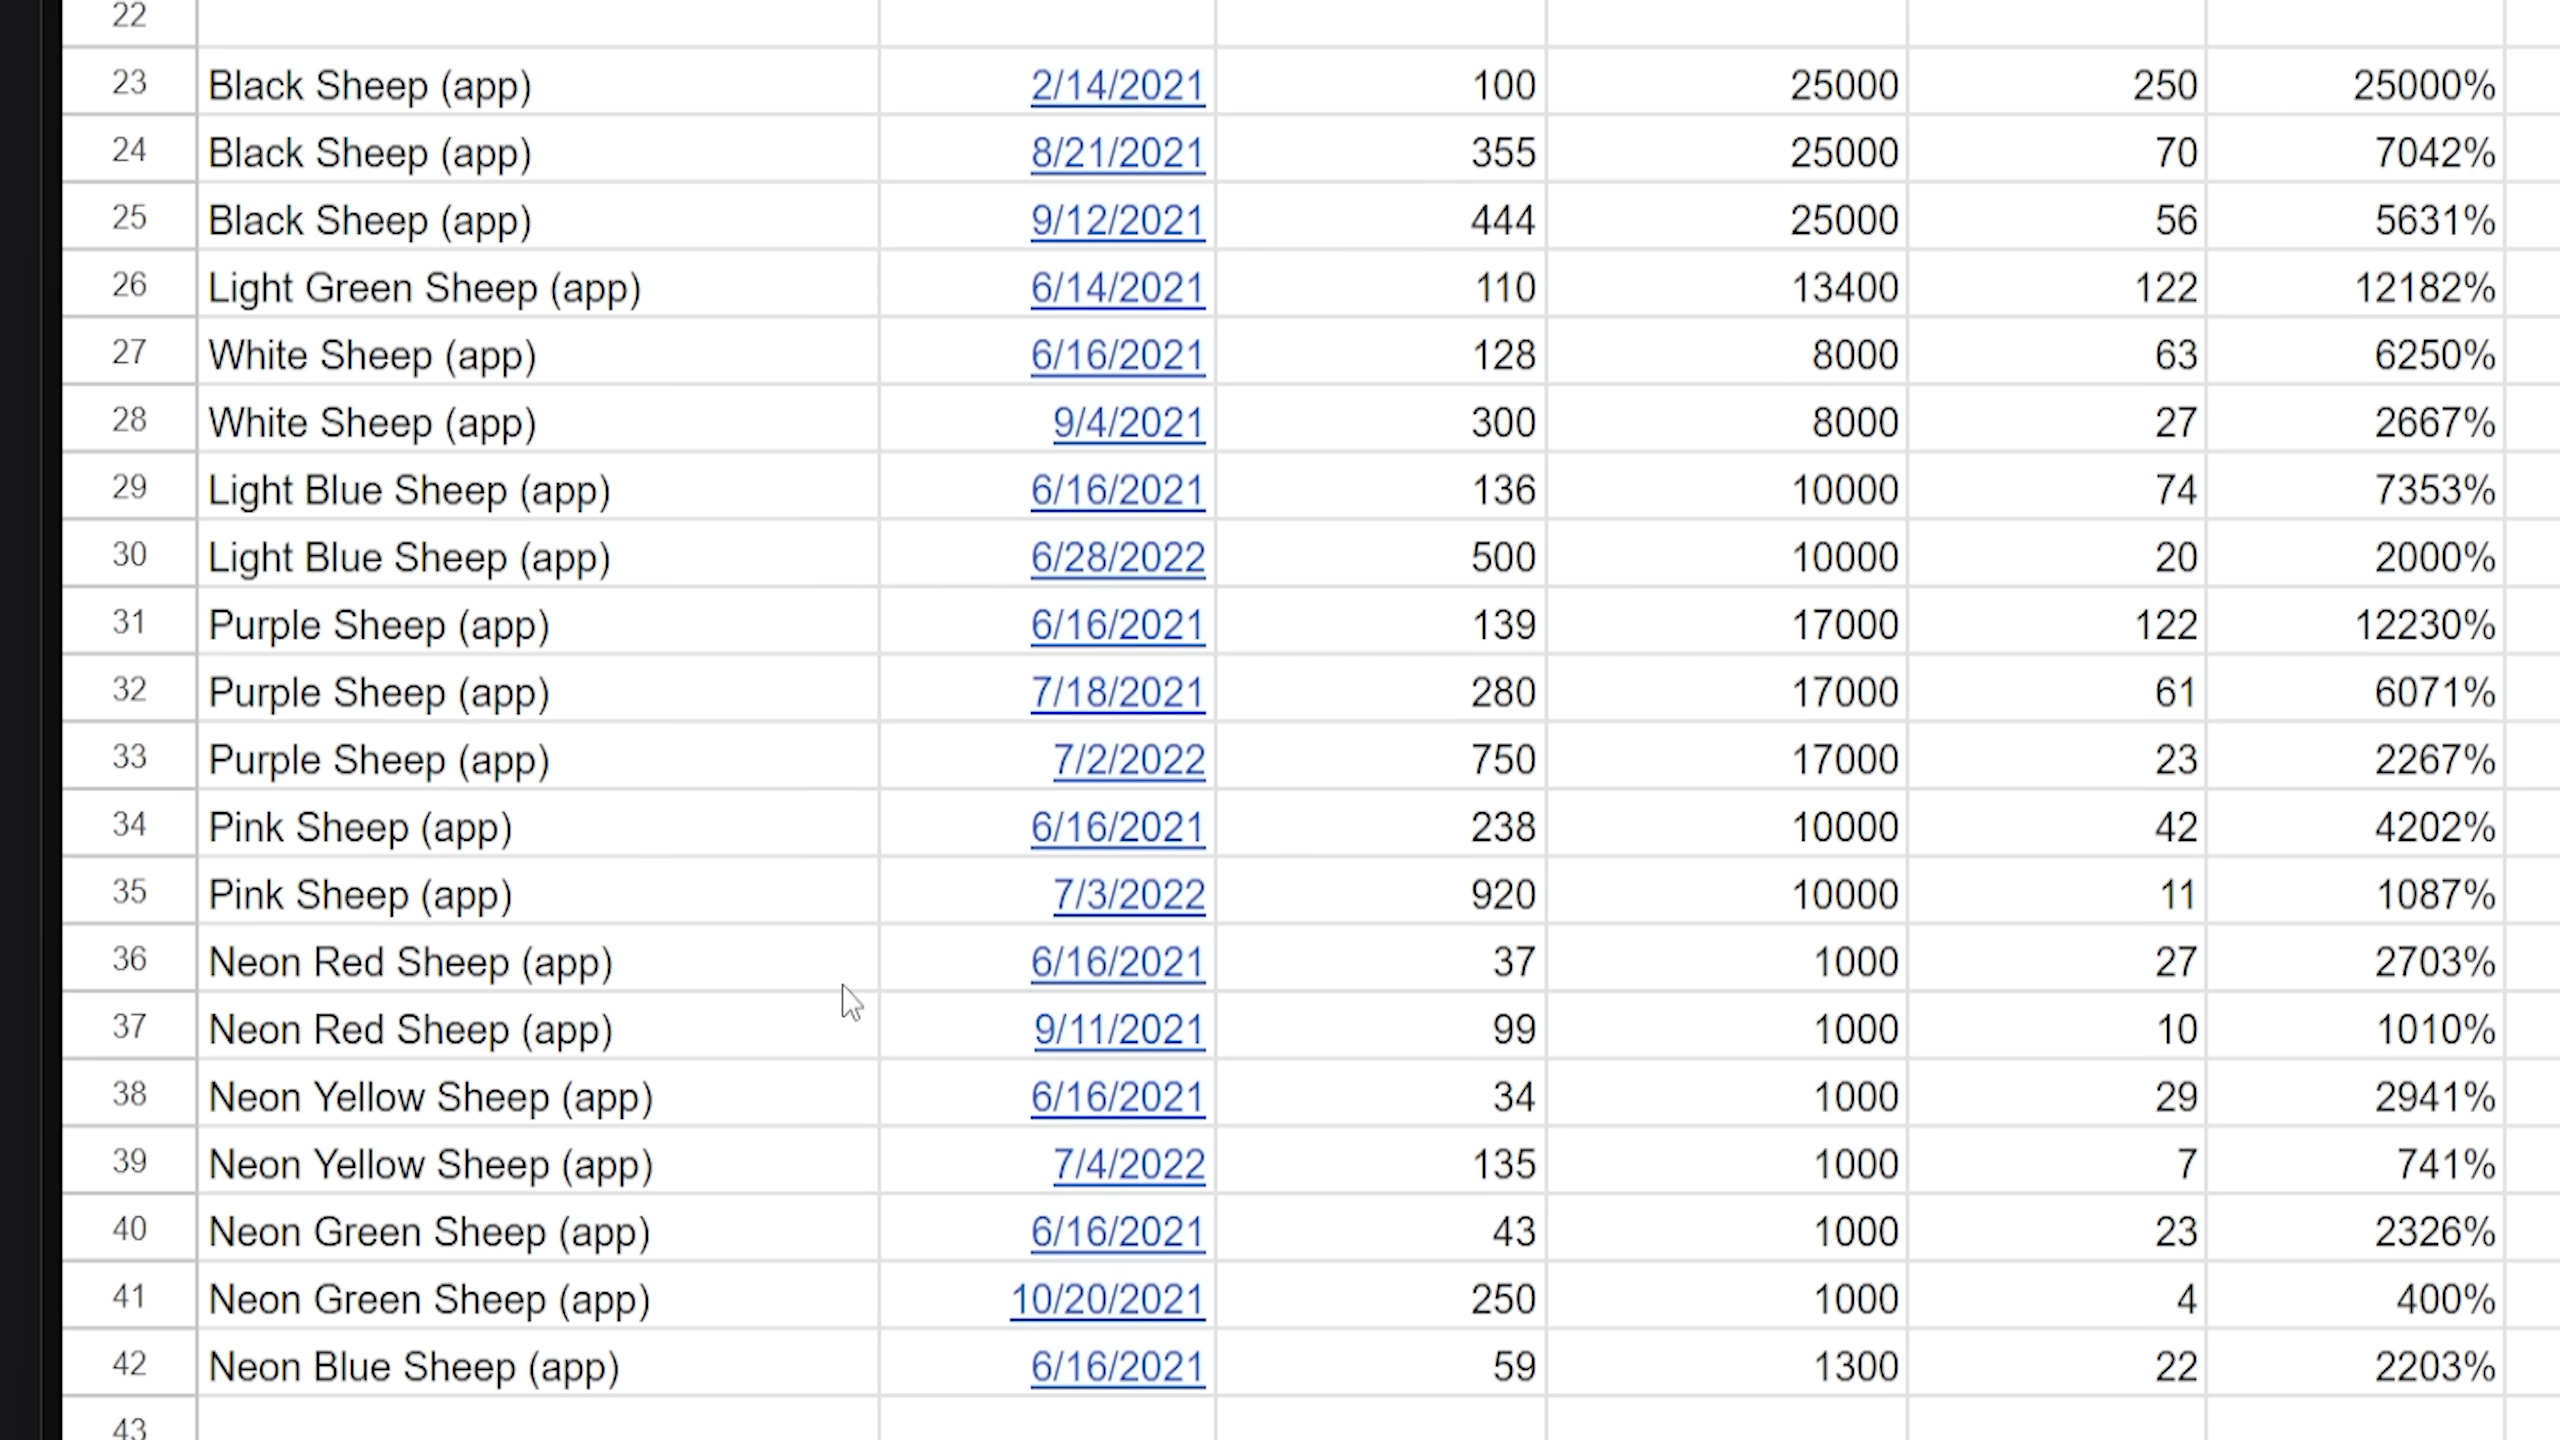 22
23 Black Sheep (app) 2/14/2021 100 25000 250 25000%
24 Black Sheep (app) 8/21/2021 355 25000 70 7042%
25 Black Sheep (app) 9/12/2021 444 25000 56 5631%
26 Light Green Sheep (app) 6/14/2021 110 13400 122 12182%
27 White Sheep (app) 6/16/2021 128 8000 63 6250%
28 White Sheep (app) 9/4/2021 300 8000 27 2667%
29 Light Blue Sheep (app) 6/16/2021 136 10000 74 7353%
30 Light Blue Sheep (app) 6/28/2022 500 10000 20 2000%
31 Purple Sheep (app) 6/16/2021 139 17000 122 12230%
32 Purple Sheep (app) 7/18/2021 280 17000 61 6071%
33 Purple Sheep (app) 7/2/2022 750 17000 23 2267%
34 Pink Sheep (app) 6/16/2021 238 10000 42 4202%
35 Pink Sheep (app) 7/3/2022 920 10000 11 1087%
36 Neon Red Sheep (app) 6/16/2021 37 1000 27 2703%
37 Neon Red Sheep (app) 9/11/2021 99 1000 10 1010%
38 Neon Yellow Sheep (app) 6/16/2021 34 1000 29 2941%
39 Neon Yellow Sheep (app) 7/4/2022 135 1000 7 741%
40 Neon Green Sheep (app) 6/16/2021 43 1000 23 2326%
41 Neon Green Sheep (app) 10/20/2021 250 1000 4 400%
42 Neon Blue Sheep (app) 6/16/2021 59 1300 22 2203%
43